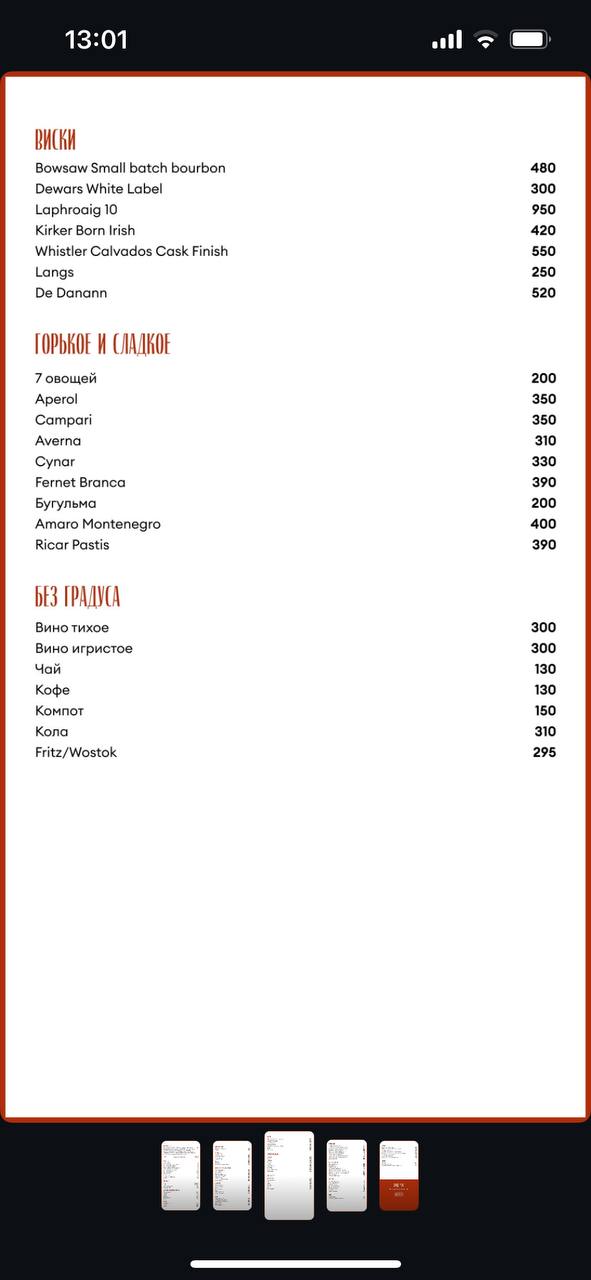 13:01
ВИСКИ
Bowsaw Small batch bourbon 480
Dewars White Label 300
Laphroaig 10 950
Kirker Born Irish 420
Whistler Calvados Cask Finish 550
Langs 250
De Danann 520
ГОРЬКОЕ И СЛАДКОЕ
7 овощей 200
Aperol 350
Campari 350
Averna 310
Cynar 330
Fernet Branca 390
Бугульма 200
Amaro Montenegro 400
Ricar Pastis 390
БЕЗ ГРАДУСА
Вино тихое 300
Вино игристое 300
Чай 130
Кофе 130
Компот 150
Кола 310
Fritz/Wostok 295